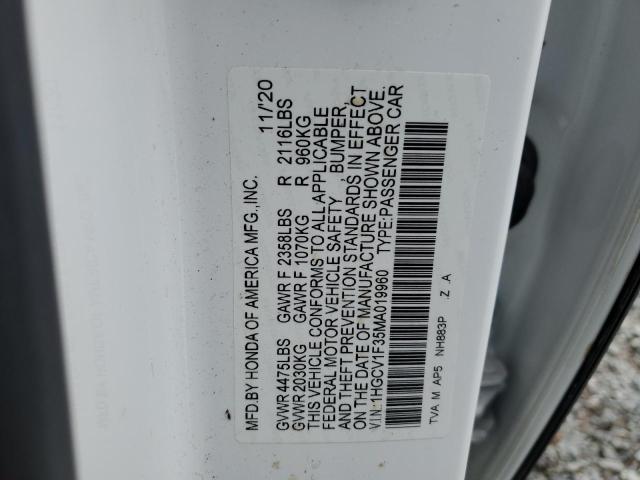 MFD.BY HONDA OF AMERICA MFG.,INC. 11/20
GVWR 4475LBS GAWR F 2358LBS R 2116LBS
GVWR 2030KG GAWR F 1070KG R 960KG
THIS VEHICLE CONFORMS TO ALL APPLICABLE
FEDERAL MOTOR VEHICLE SAFETY , BUMPER,
AND THEFT PREVENTION STANDARDS IN EFFECT
ON THE DATE OF MANUFACTURE SHOWN ABOVE.
V.I.N.:1HGCV1F35MA019960 TYPE:PASSENGER CAR
TVA M AP5 NH883P .Z .A